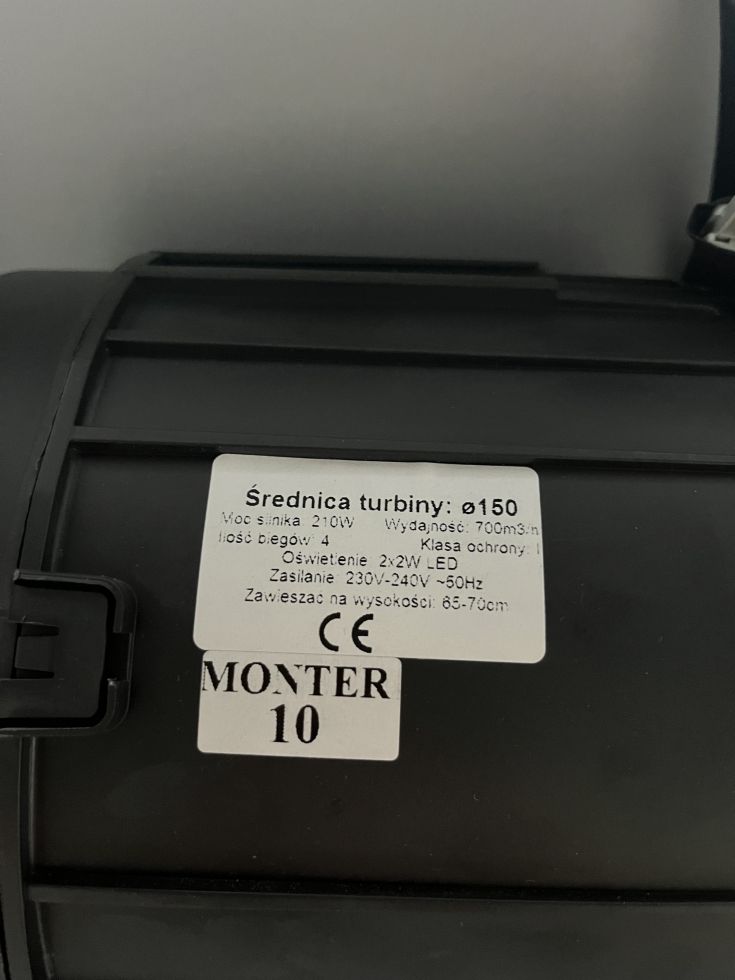 Średnica turbiny: ø150
Moc silnika: 210W Wydajność: 700m3/h
Ilość biegów: 4 Klasa ochrony: I
Oświetlenie: 2x2W LED
Zasilanie: 230V-240V ~50Hz
Zawieszać na wysokości: 65-70cm
CE
MONTER
10